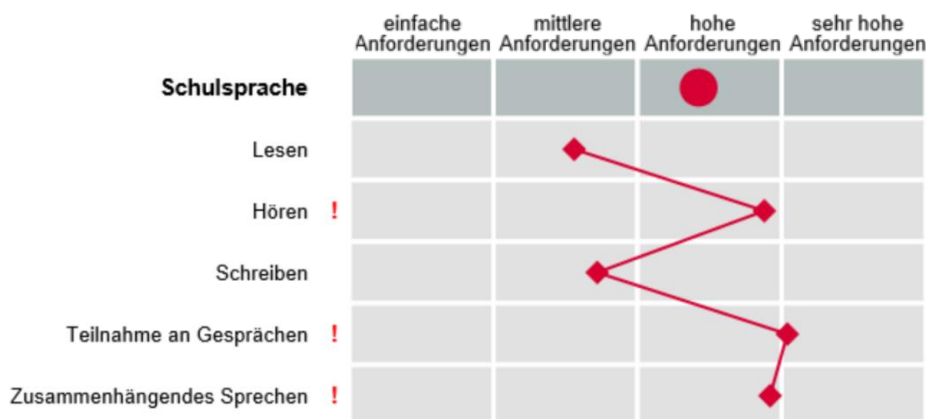 einfache Anforderungen
mittlere Anforderungen
hohe Anforderungen
sehr hohe Anforderungen
Schulsprache
Lesen
Hören !
Schreiben
Teilnahme an Gesprächen !
Zusammenhängendes Sprechen !